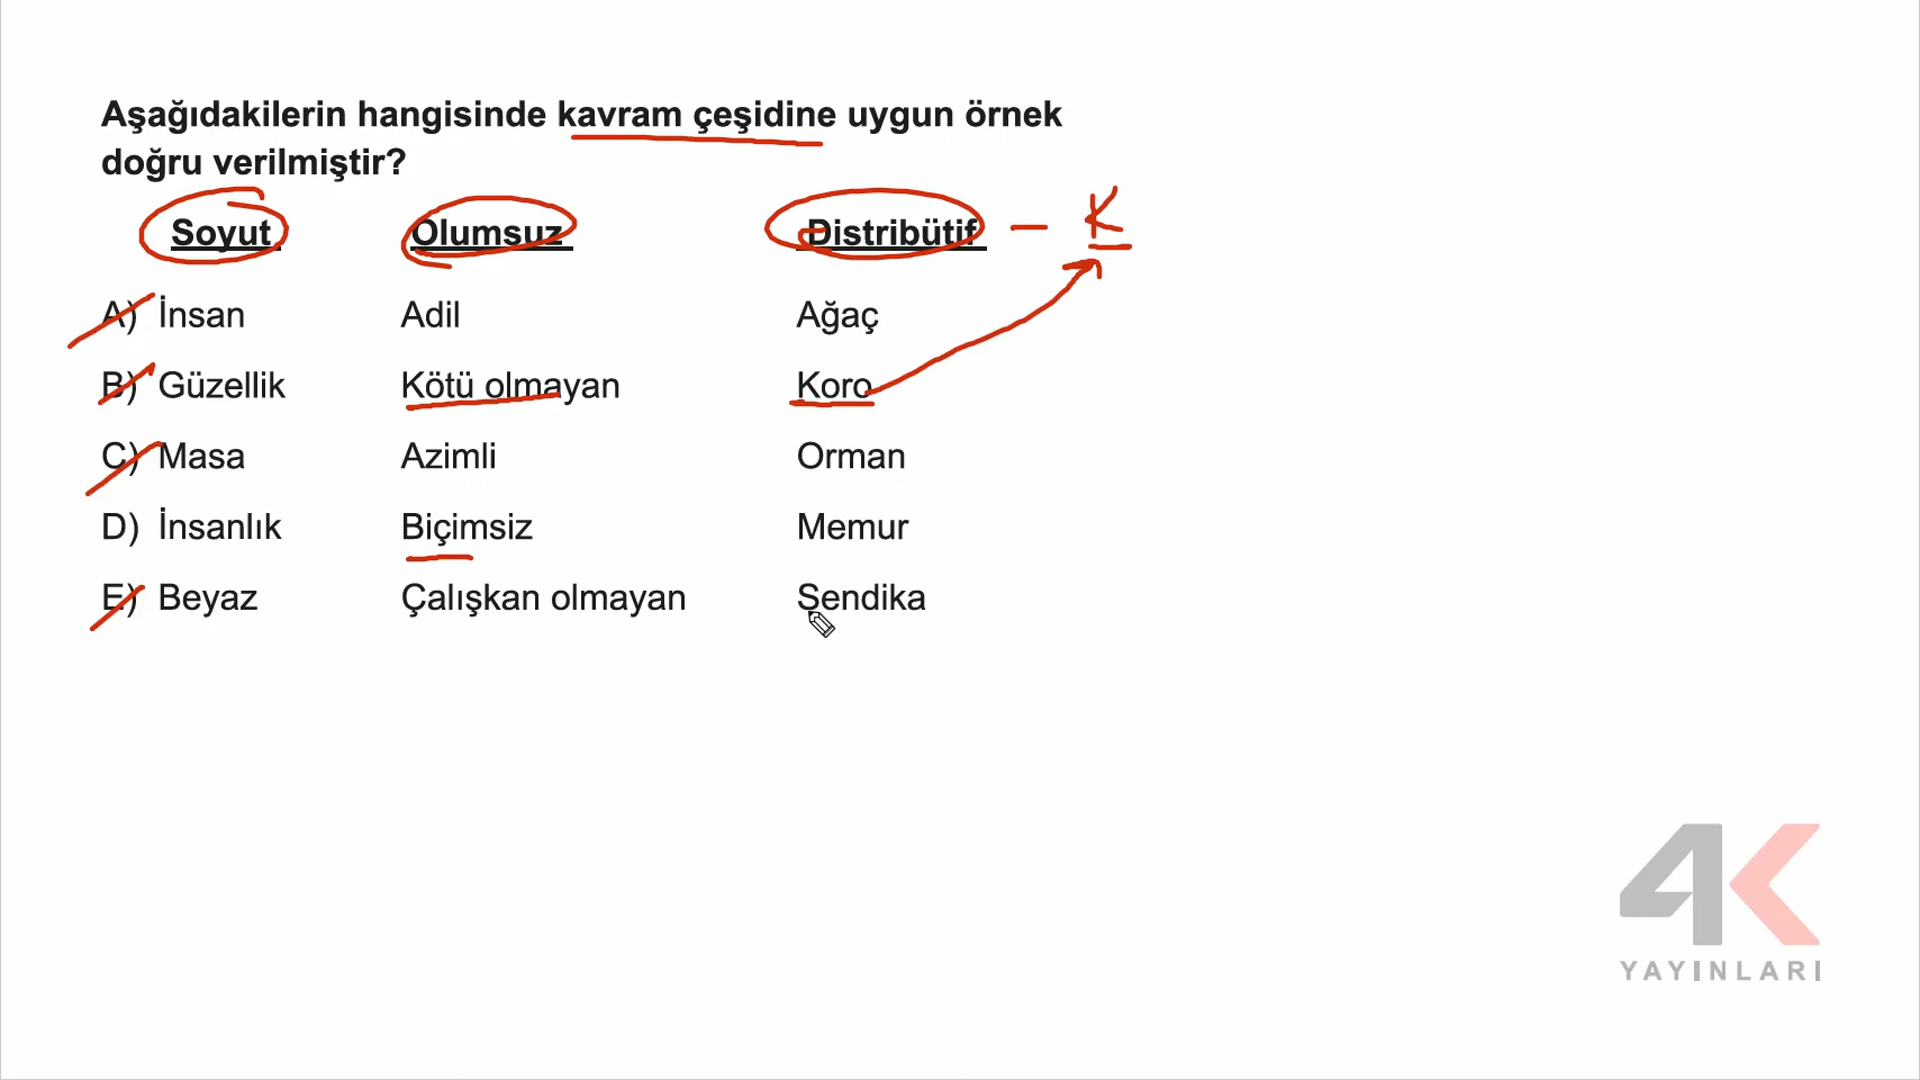 Aşağıdakilerin hangisinde kavram çeşidine uygun örnek
doğru verilmiştir?
Soyut Olumsuz Distribütif – K
A) İnsan Adil Ağaç
B) Güzellik Kötü olmayan Koro
C) Masa Azimli Orman
D) İnsanlık Biçimsiz Memur
E) Beyaz Çalışkan olmayan Sendika
4K
YAYINLARI